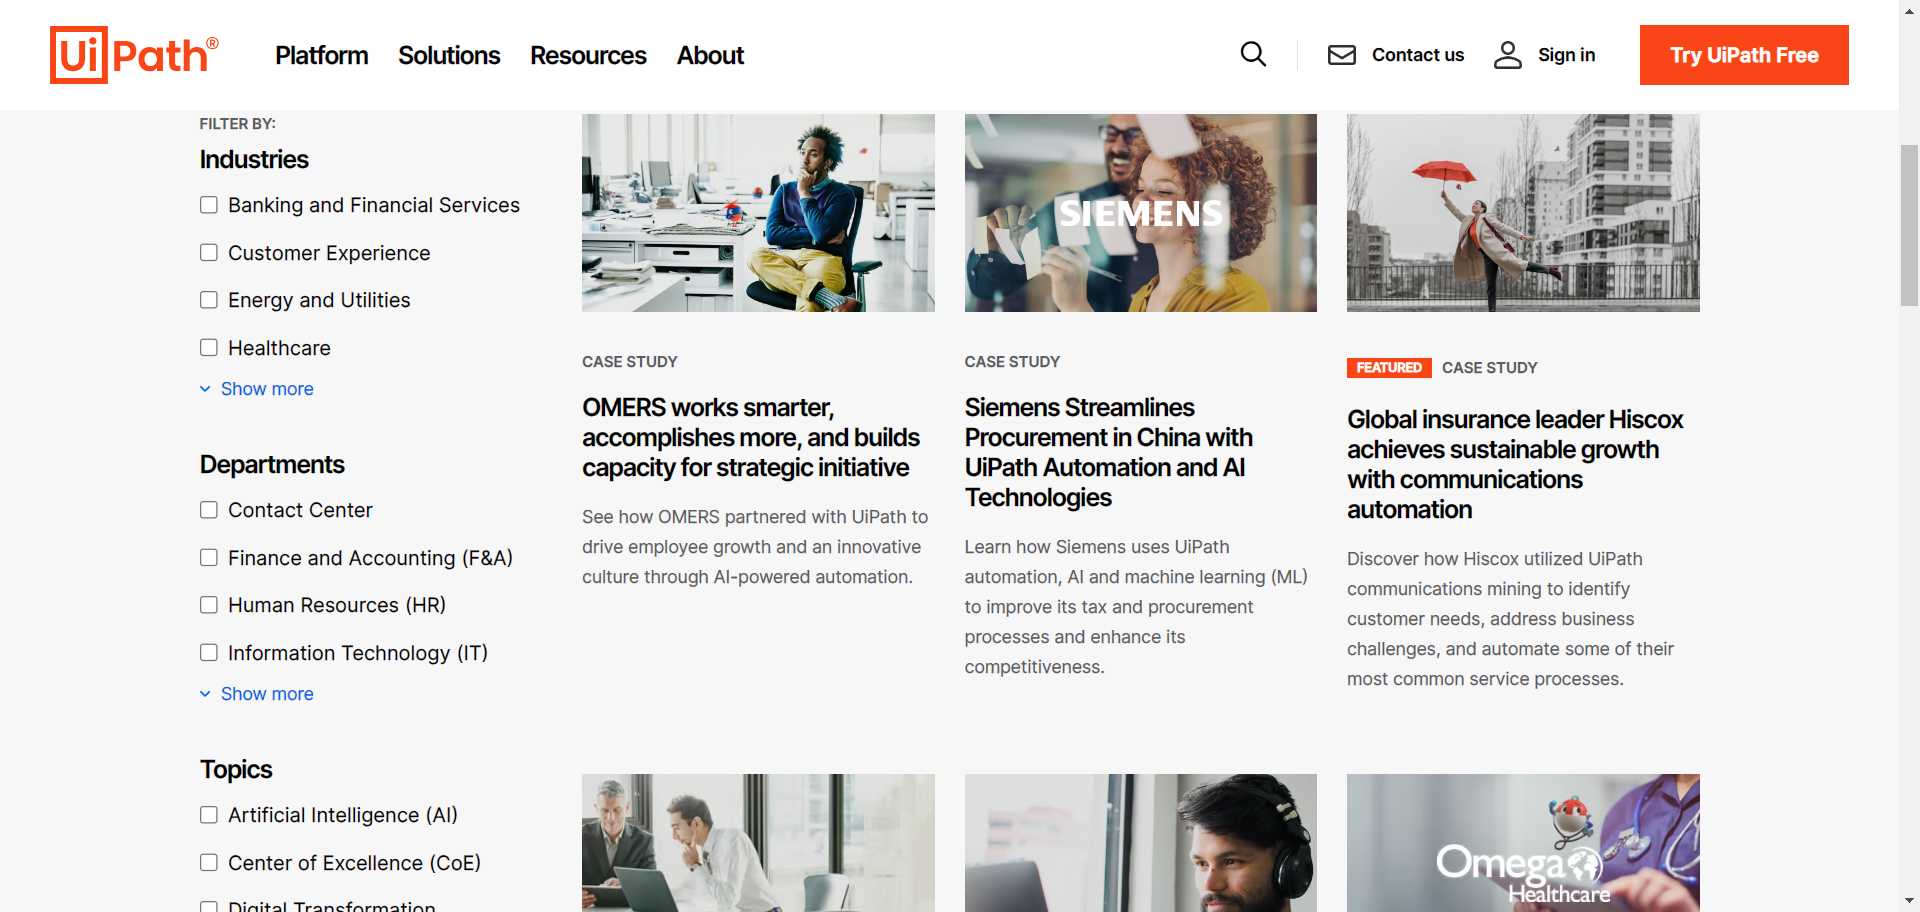 UiPath®
Platform
Solutions
Resources
About
Contact us
Sign in
Try UiPath Free
FILTER BY:
Industries
Banking and Financial Services
Customer Experience
Energy and Utilities
Healthcare
Show more
Departments
Contact Center
Finance and Accounting (F&A)
Human Resources (HR)
Information Technology (IT)
Show more
Topics
Artificial Intelligence (AI)
Center of Excellence (CoE)
Digital Transformation
CASE STUDY
OMERS works smarter,
accomplishes more, and builds
capacity for strategic initiative
See how OMERS partnered with UiPath to
drive employee growth and an innovative
culture through AI-powered automation.
SIEMENS
CASE STUDY
Siemens Streamlines
Procurement in China with
UiPath Automation and AI
Technologies
Learn how Siemens uses UiPath
automation, AI and machine learning (ML)
to improve its tax and procurement
processes and enhance its
competitiveness.
FEATURED CASE STUDY
Global insurance leader Hiscox
achieves sustainable growth
with communications
automation
Discover how Hiscox utilized UiPath
communications mining to identify
customer needs, address business
challenges, and automate some of their
most common service processes.
Omega
Healthcare